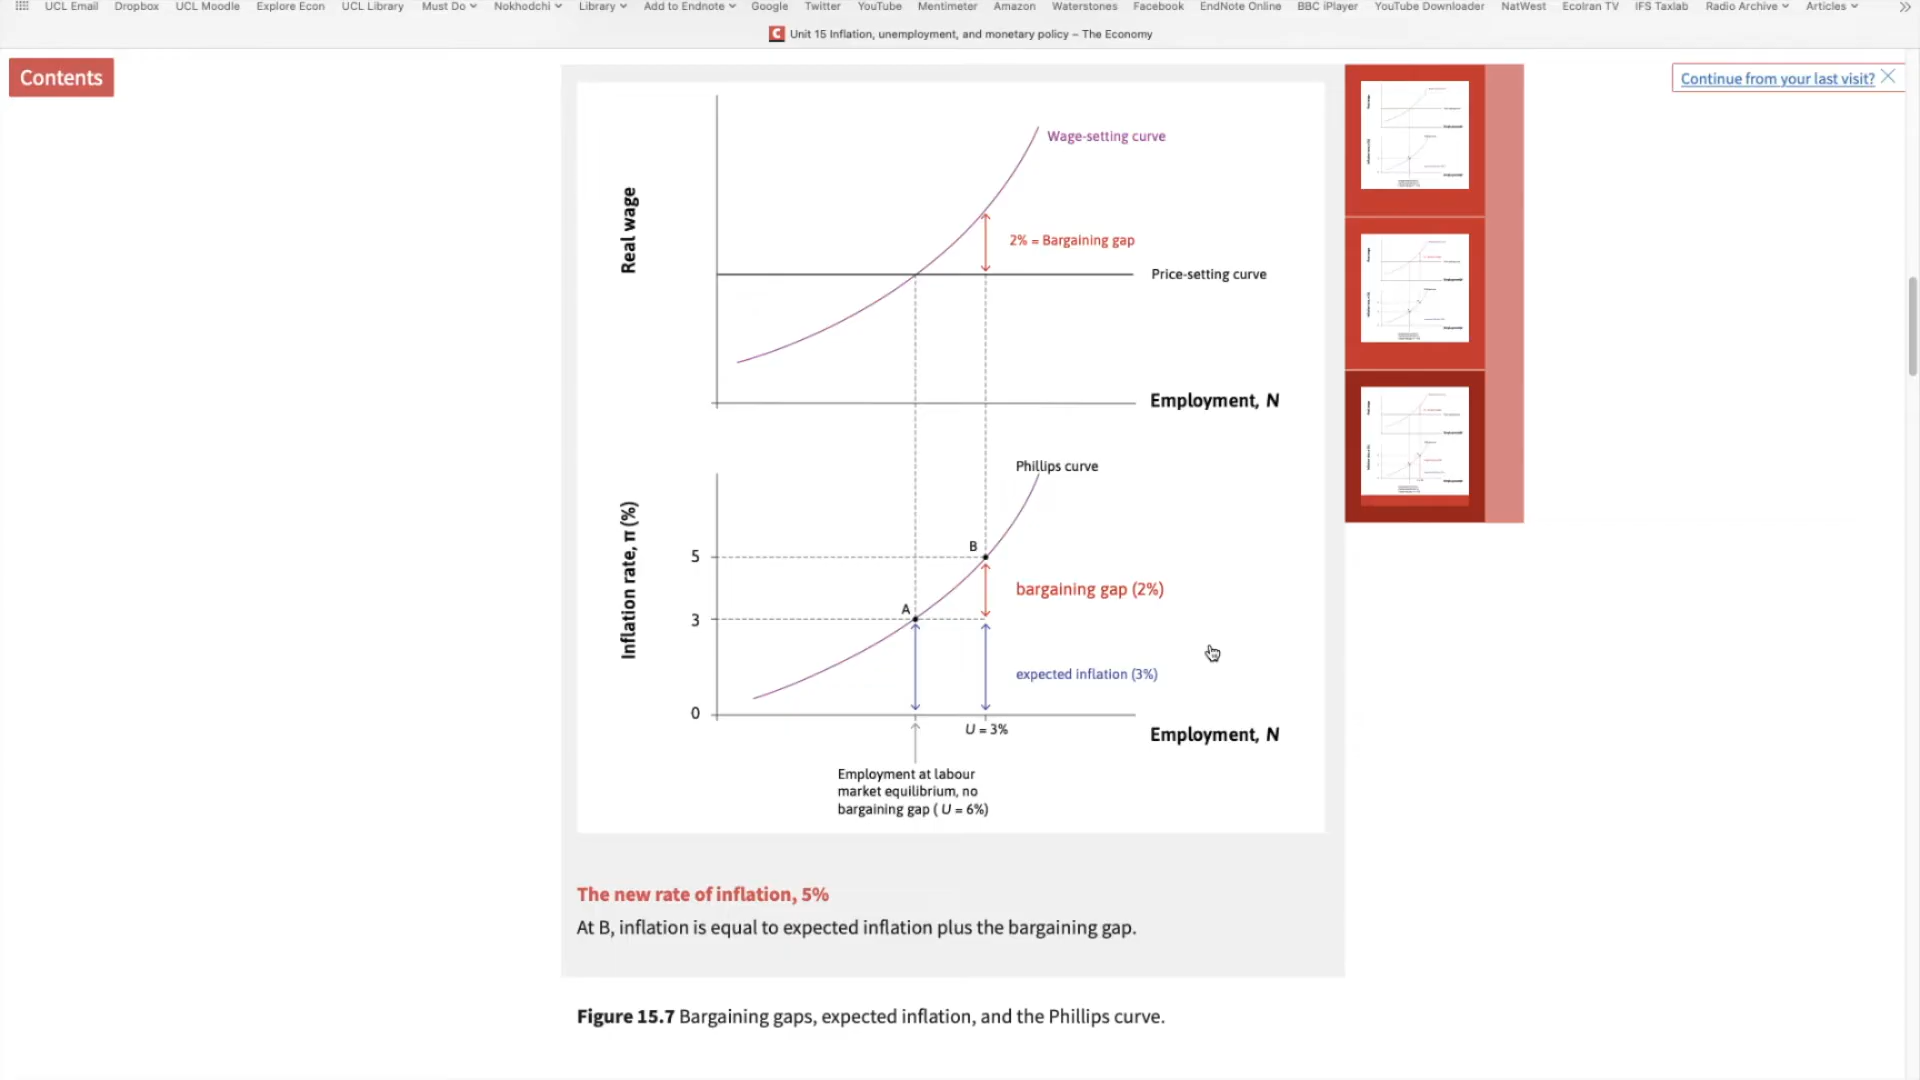 UCL Email Dropbox UCL Moodle Explore Econ UCL Library Must Do Nokhodchi Library Add to Endnote Google Twitter YouTube Mentimeter Amazon Waterstones Facebook EndNote Online BBC iPlayer YouTube Downloader NatWest EcoIran TV IFS Taxlab Radio Archive Articles
Unit 15 Inflation, unemployment, and monetary policy – The Economy
Contents
Continue from your last visit?
Wage-setting curve
Real wage
2% = Bargaining gap
Price-setting curve
Employment, N
Phillips curve
Inflation rate, π (%)
5
B
bargaining gap (2%)
A
3
expected inflation (3%)
0
U = 3%
Employment, N
Employment at labour
market equilibrium, no
bargaining gap ( U = 6%)
The new rate of inflation, 5%
At B, inflation is equal to expected inflation plus the bargaining gap.
Figure 15.7 Bargaining gaps, expected inflation, and the Phillips curve.